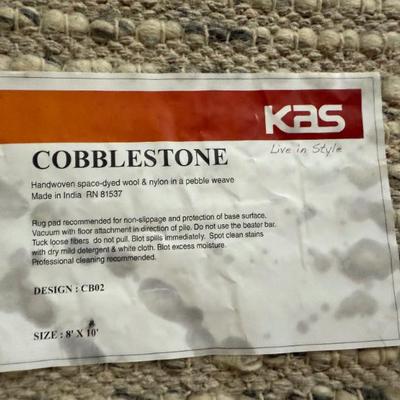 Kas
Live in Style
COBBLESTONE
Handwoven space-dyed wool & nylon in a pebble weave
Made in India RN 81537
Rug pad recommended for non-slippage and protection of base surface.
Vacuum with floor attachment in direction of pile. Do not use the beater bar.
Tuck loose fibers do not pull. Blot spills immediately. Spot clean stains
with dry mild detergent & white cloth. Blot excess moisture.
Professional cleaning recommended.
DESIGN : CB02
SIZE : 8' X 10'